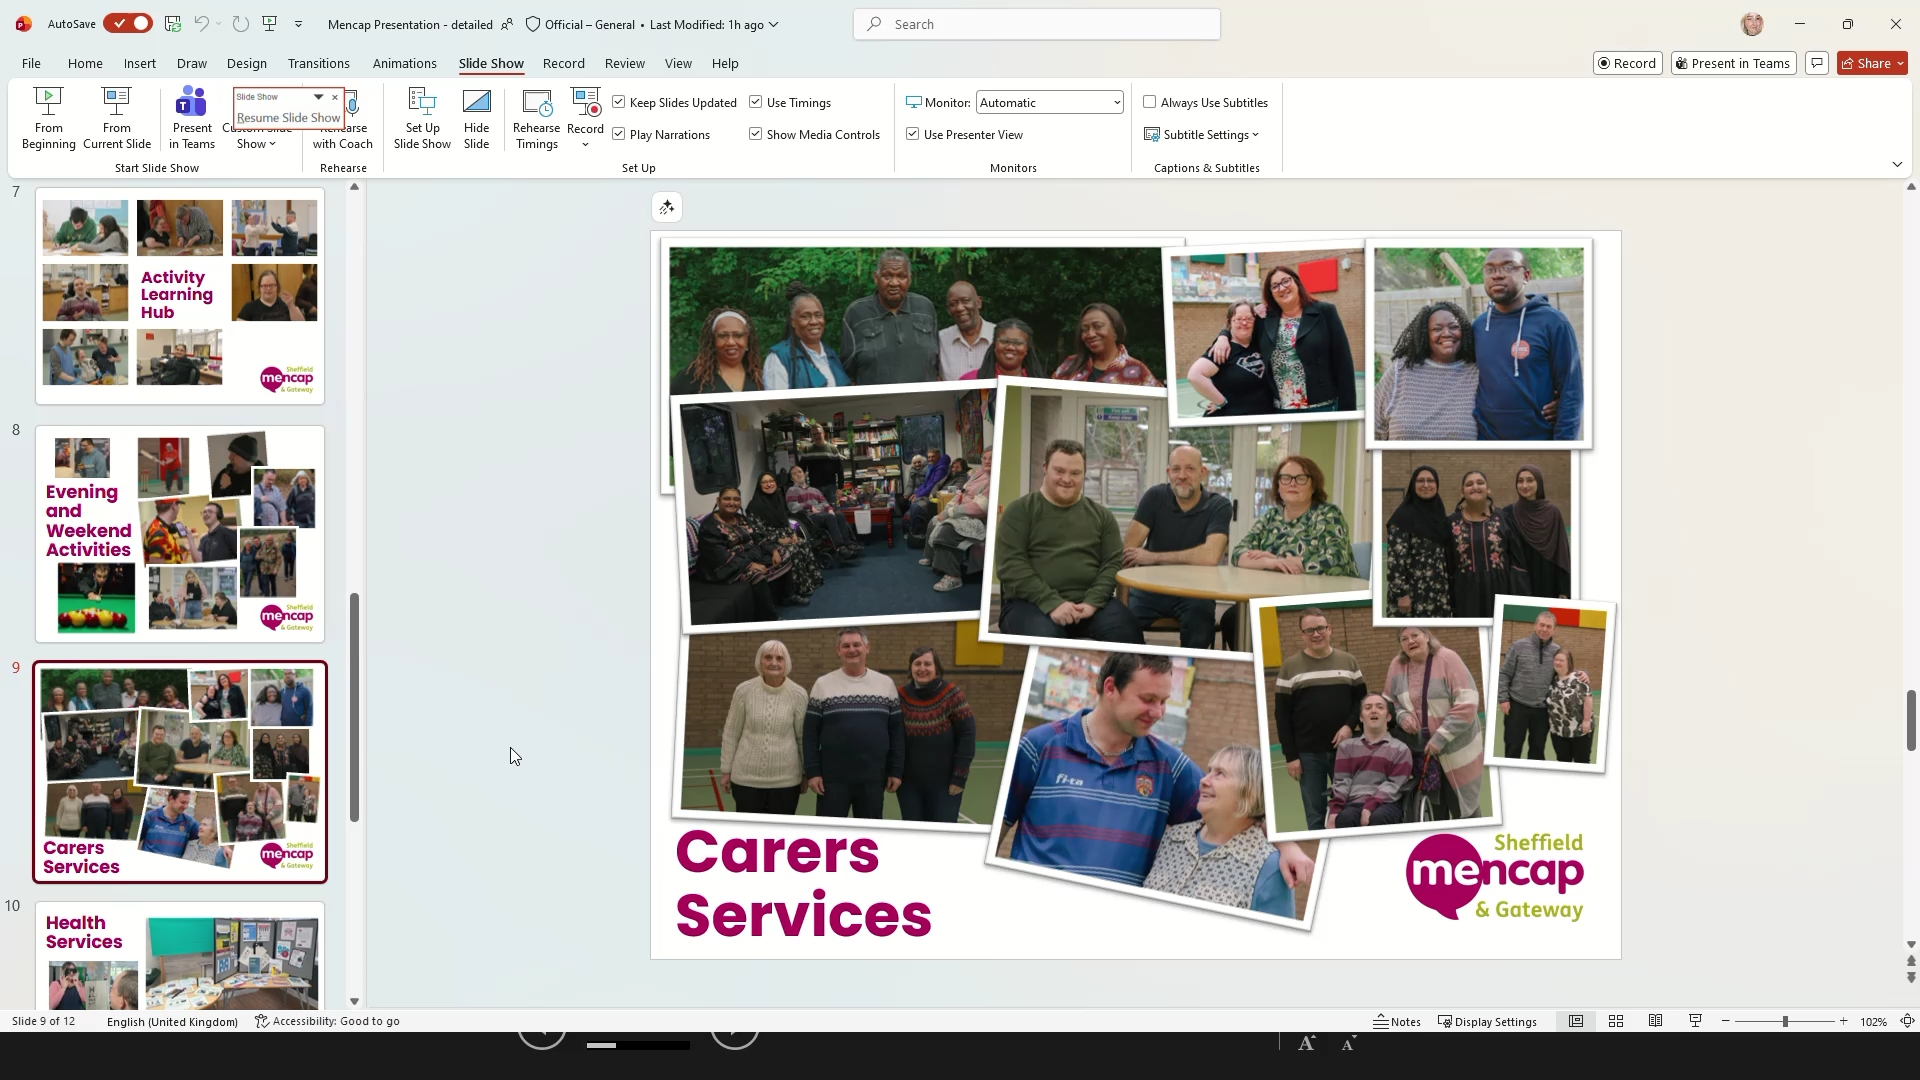 AutoSave
Mencap Presentation - detailed
Official – General • Last Modified: 1h ago
Search
File
Home
Insert
Draw
Design
Transitions
Animations
Slide Show
Record
Review
View
Help
Record
Present in Teams
Share
From
Beginning
From
Current Slide
Present
in Teams
Slide Show
Resume Slide Show
Show
with Coach
Set Up
Slide Show
Hide
Slide
Rehearse
Timings
Record
Keep Slides Updated
Use Timings
Play Narrations
Show Media Controls
Monitor:
Automatic
Use Presenter View
Always Use Subtitles
Subtitle Settings
Start Slide Show
Rehearse
Set Up
Monitors
Captions & Subtitles
7
Activity
Learning
Hub
Sheffield
mencap
& Gateway
8
Evening
and
Weekend
Activities
Sheffield
mencap
& Gateway
9
Carers
Services
Sheffield
mencap
& Gateway
10
Health
Services
Carers
Services
Sheffield
mencap
& Gateway
Slide 9 of 12
English (United Kingdom)
Accessibility: Good to go
Notes
Display Settings
102%
A
A